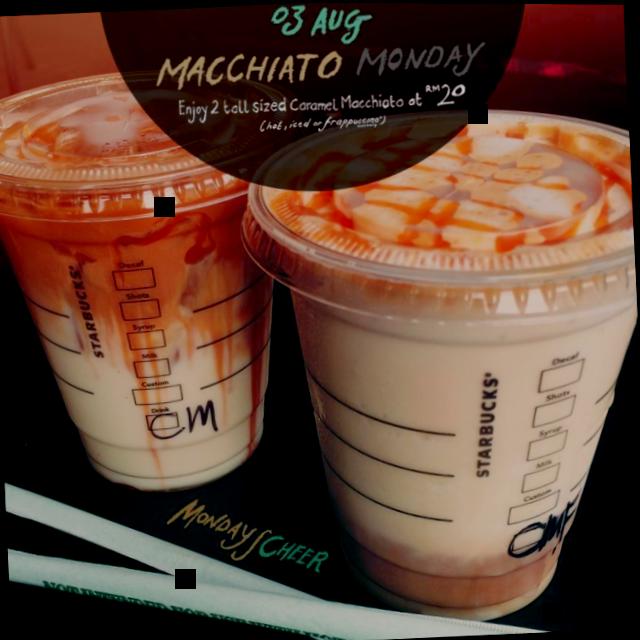 03 AUG
MACCHIATO MONDAY
Enjoy 2 tall sized Caramel Macchiato at RM20
(hot, iced or frappuccino)
STARBUCKS
Decaf
Shots
Syrup
Milk
Custom
Drink
CM
STARBUCKS
Decaf
Shots
Syrup
Milk
Custom
MONDAYS CHEER